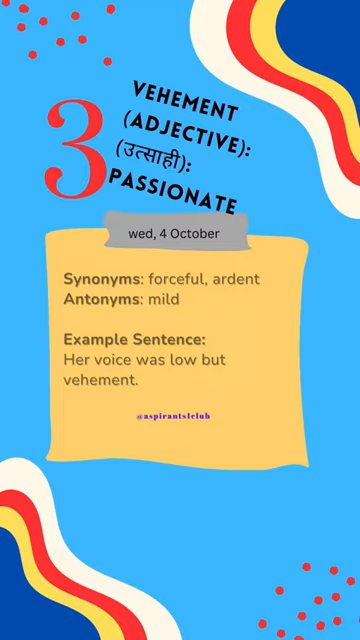 3
VEHEMENT
(ADJECTIVE):
(उत्साही):
PASSIONATE
wed, 4 October
Synonyms: forceful, ardent
Antonyms: mild
Example Sentence:
Her voice was low but
vehement.
@aspirants1club